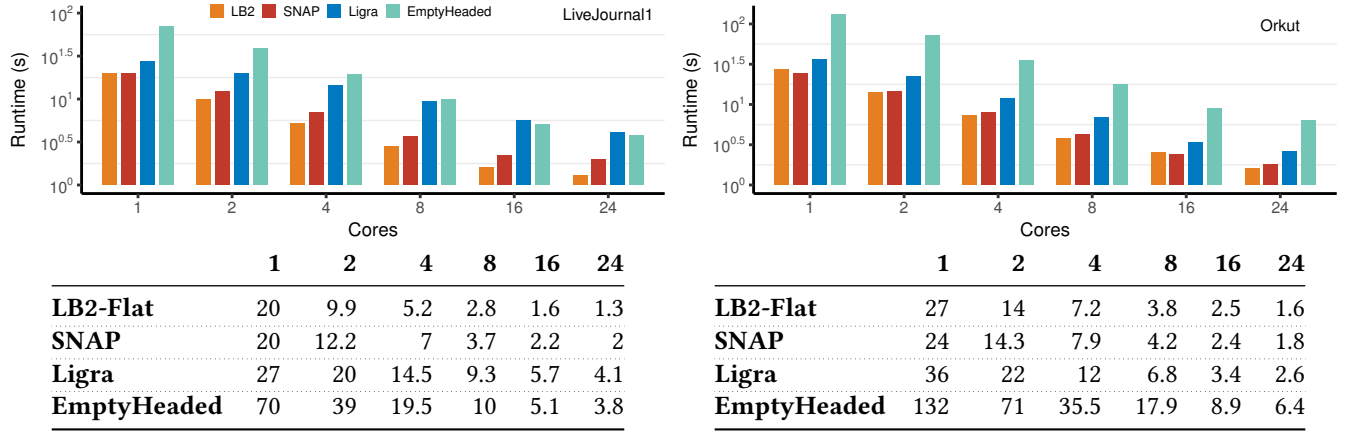 LB2 SNAP Ligra EmptyHeaded
LiveJournal1
Runtime (s)
10^2
10^1.5
10^1
10^0.5
10^0
1 2 4 8 16 24
Cores
1 2 4 8 16 24
LB2-Flat 20 9.9 5.2 2.8 1.6 1.3
SNAP 20 12.2 7 3.7 2.2 2
Ligra 27 20 14.5 9.3 5.7 4.1
EmptyHeaded 70 39 19.5 10 5.1 3.8
Orkut
Runtime (s)
10^2
10^1.5
10^1
10^0.5
10^0
1 2 4 8 16 24
Cores
1 2 4 8 16 24
LB2-Flat 27 14 7.2 3.8 2.5 1.6
SNAP 24 14.3 7.9 4.2 2.4 1.8
Ligra 36 22 12 6.8 3.4 2.6
EmptyHeaded 132 71 35.5 17.9 8.9 6.4